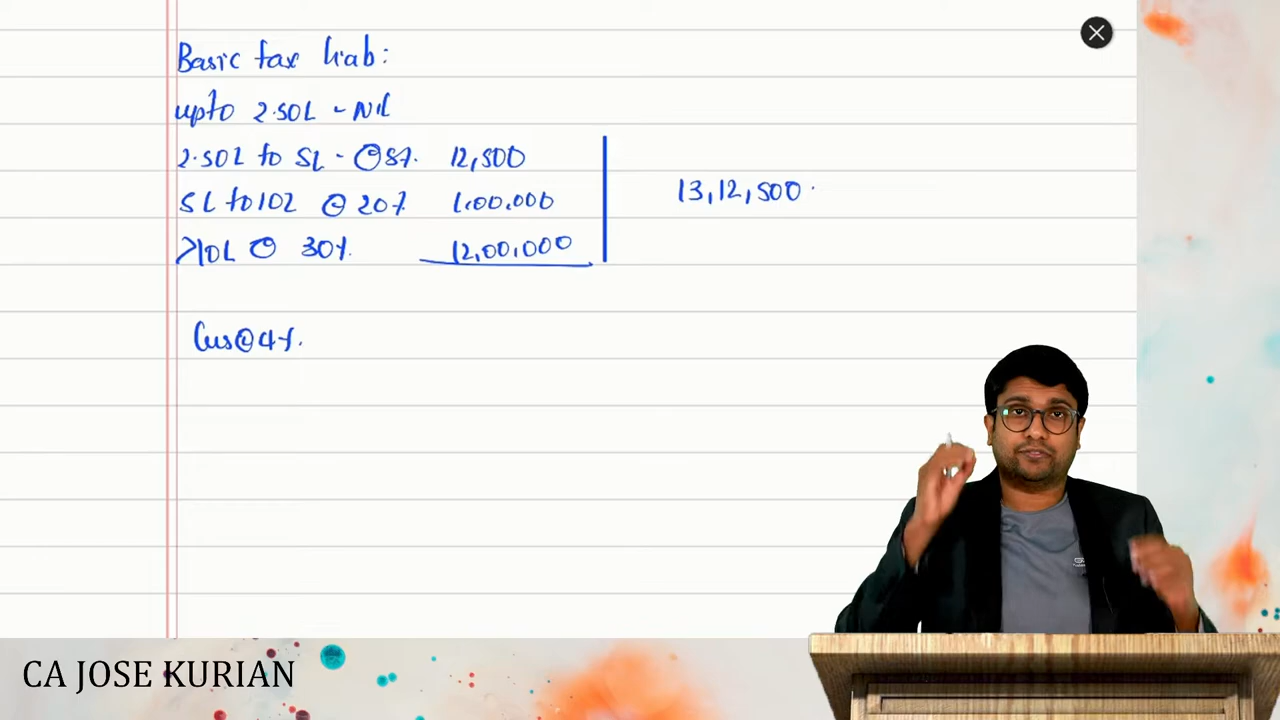 Basic tax liab:
upto 2.50L - Nil
2.50L to 5L - @5%. 12,500
5L to 10L @ 20% 1,00,000
13,12,500
>10L @ 30%. 12,00,000
Cess@4%.
CA JOSE KURIAN